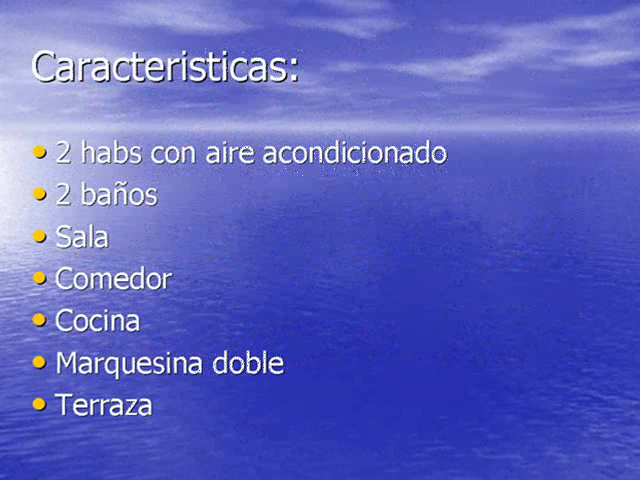 Caracteristicas:
• 2 habs con aire acondicionado
• 2 baños
• Sala
• Comedor
• Cocina
• Marquesina doble
• Terraza